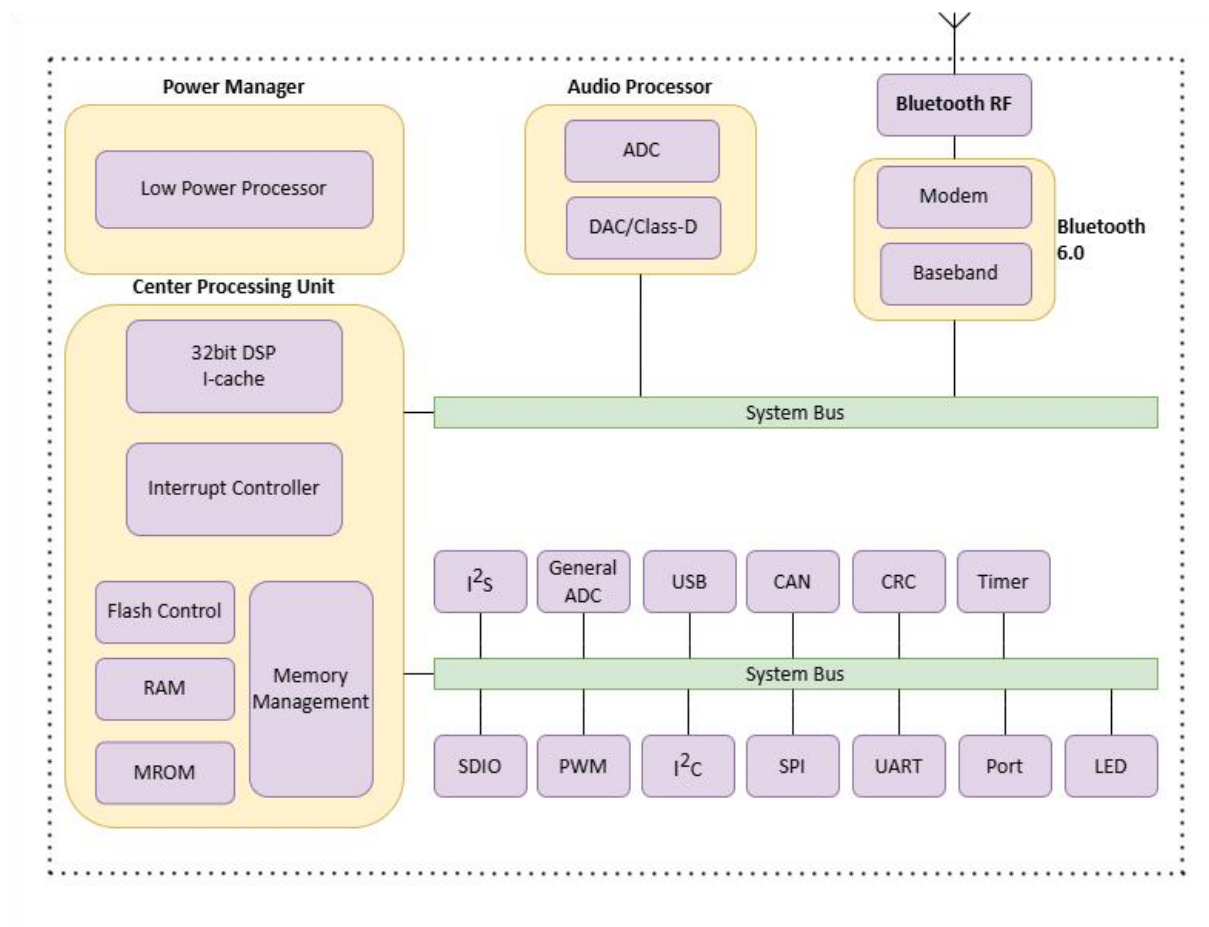 Power Manager
Low Power Processor
Audio Processor
ADC
DAC/Class-D
Bluetooth RF
Modem
Baseband
Bluetooth
6.0
Center Processing Unit
32bit DSP
I-cache
Interrupt Controller
Flash Control
RAM
MROM
Memory
Management
System Bus
I²S
General
ADC
USB
CAN
CRC
Timer
System Bus
SDIO
PWM
I²C
SPI
UART
Port
LED